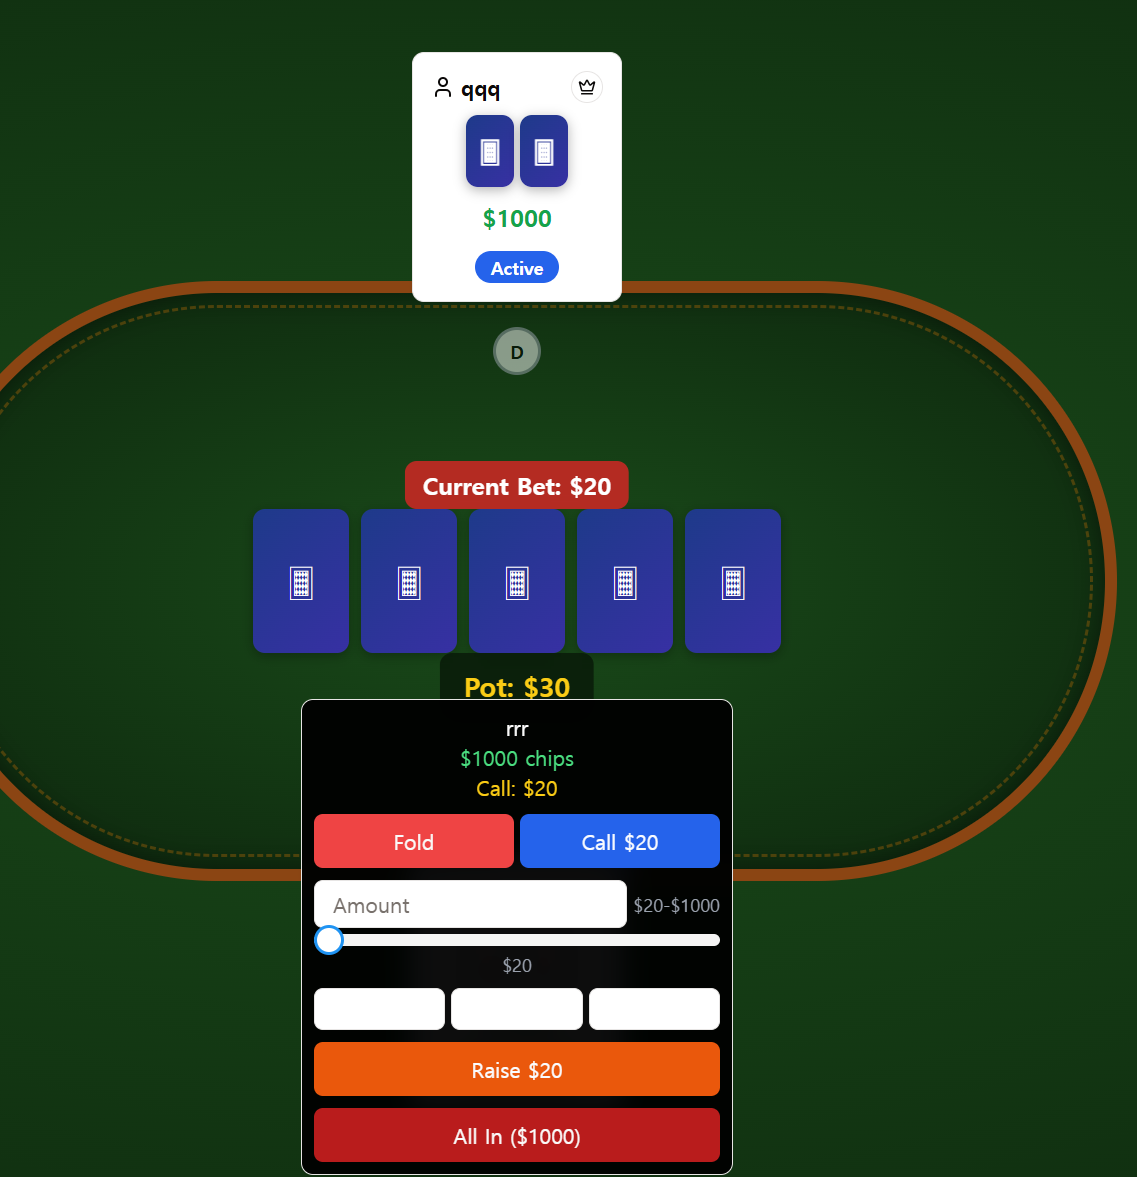 qqq
$1000
Active
D
Current Bet: $20
Pot: $30
rrr
$1000 chips
Call: $20
Fold
Call $20
Amount
$20-$1000
$20
Raise $20
All In ($1000)